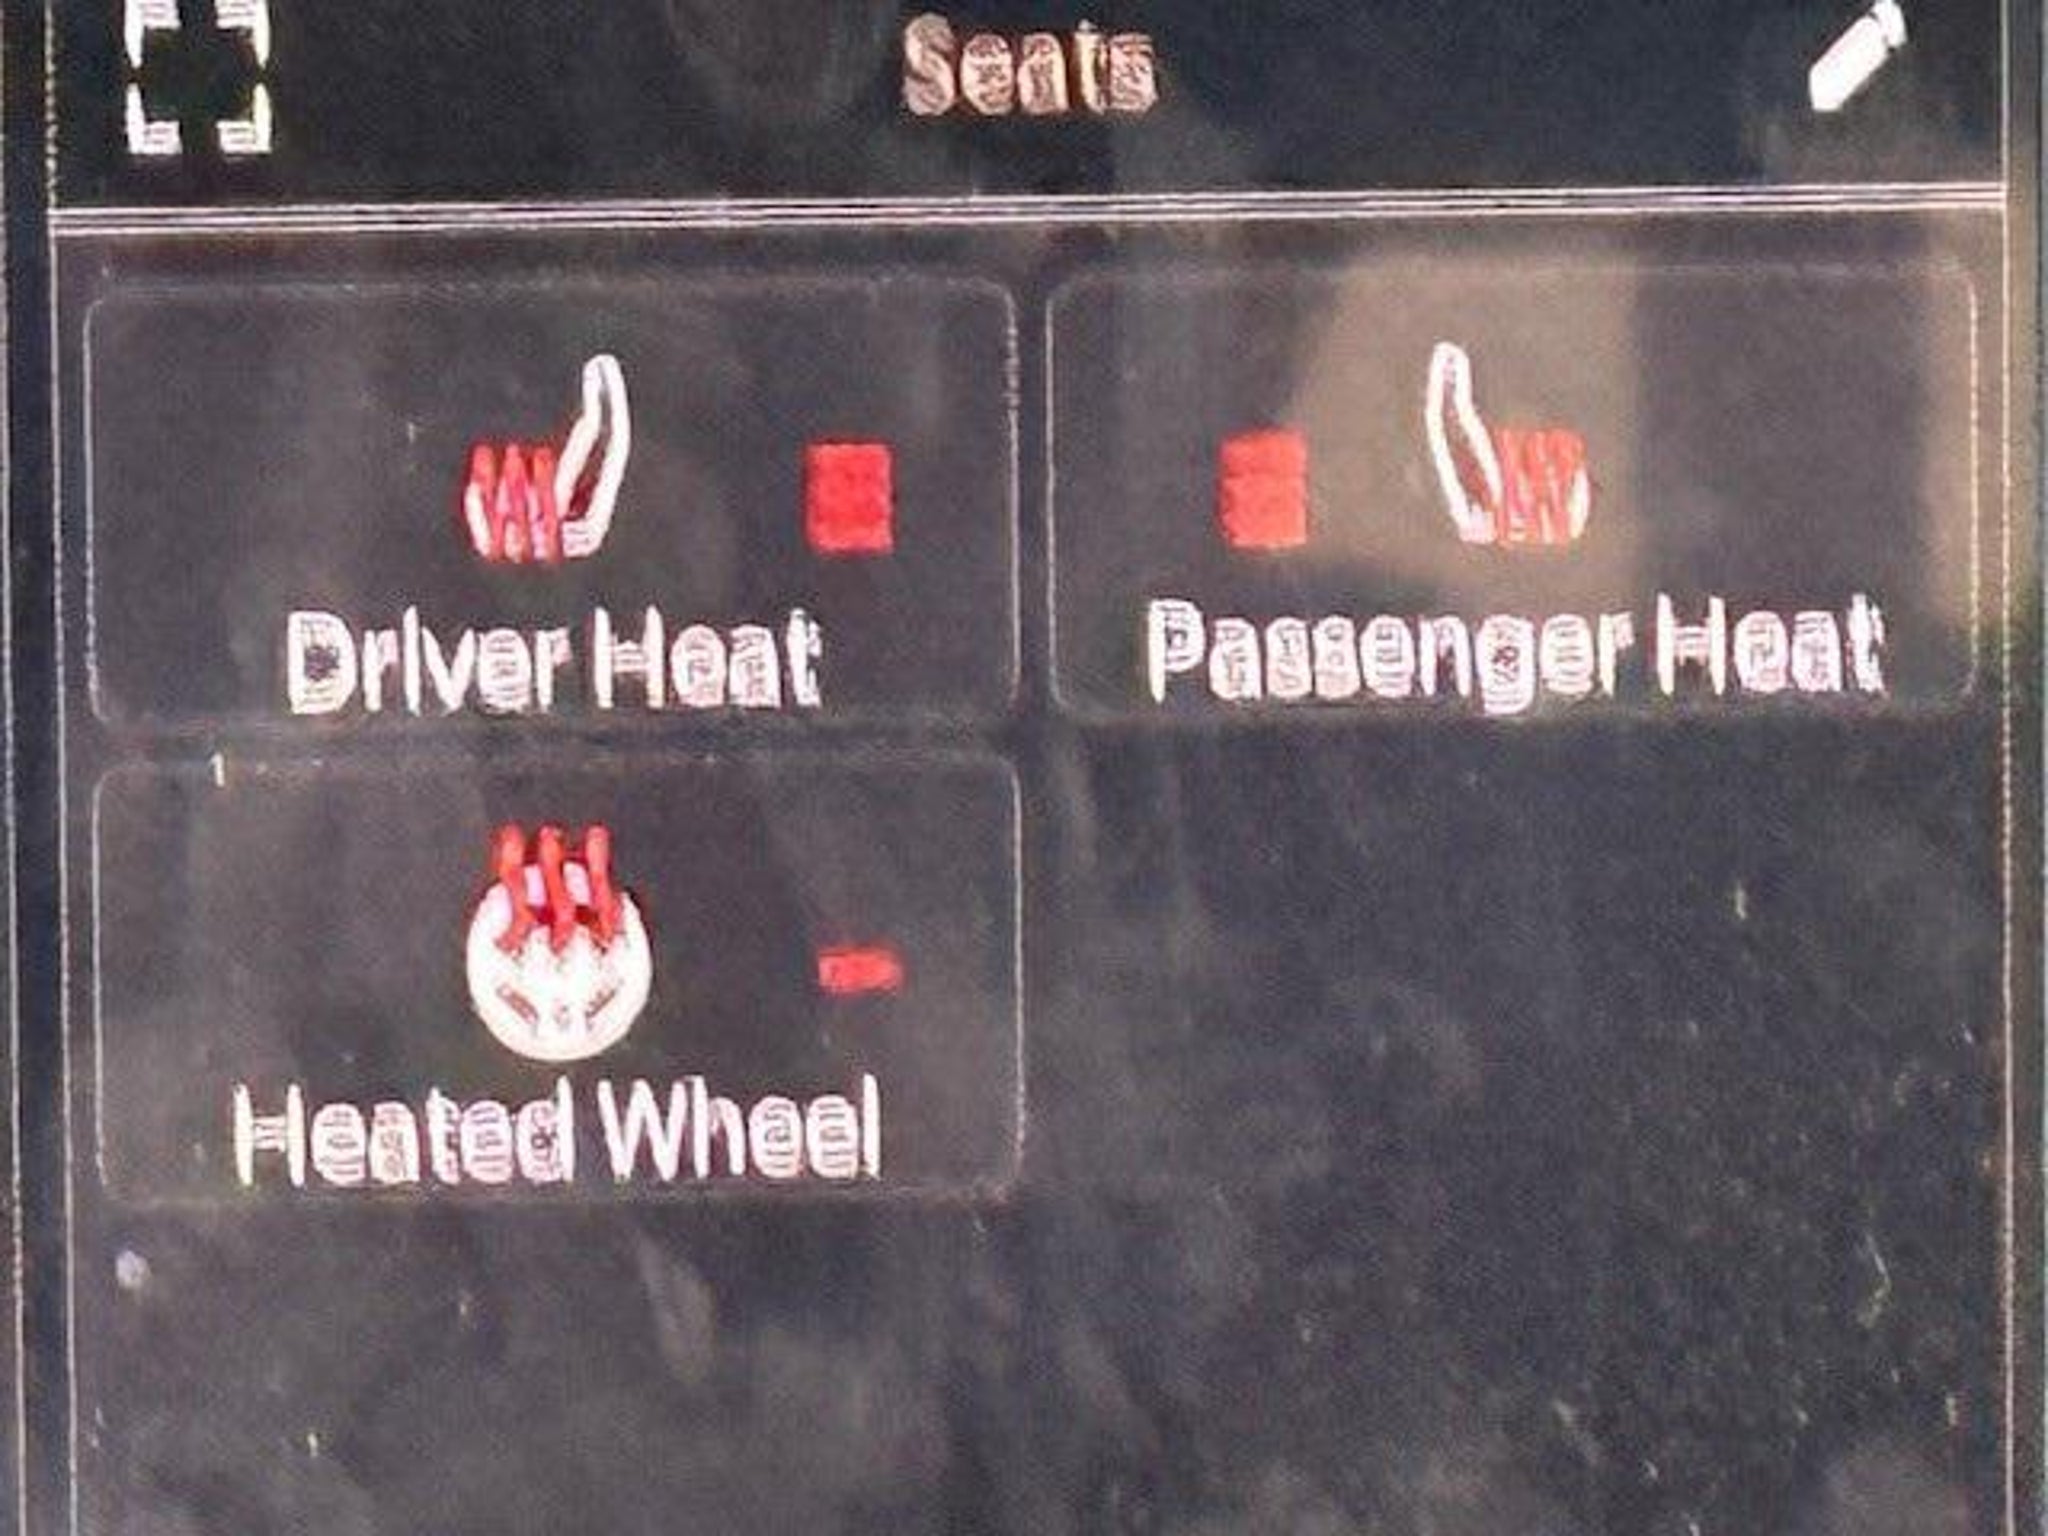 Seats
Driver Heat
Passenger Heat
Heated Wheel